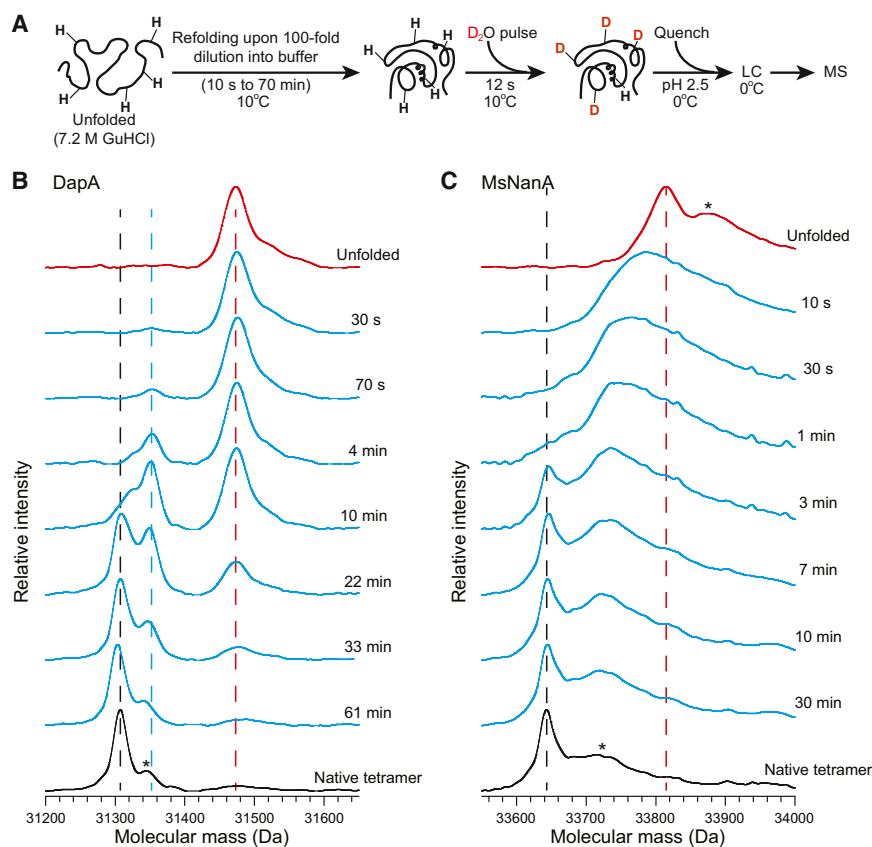 A
H
H
H
H
Unfolded
(7.2 M GuHCl)
Refolding upon 100-fold
dilution into buffer
(10 s to 70 min)
10°C
H
H
H
H
D₂O pulse
12 s
10°C
D
D
D
D
H
Quench
pH 2.5
0°C
LC
0°C
MS
B DapA
Relative intensity
Unfolded
30 s
70 s
4 min
10 min
22 min
33 min
61 min
*
Native tetramer
31200 31300 31400 31500 31600
Molecular mass (Da)
C MsNanA
Relative intensity
*
Unfolded
10 s
30 s
1 min
3 min
7 min
10 min
30 min
*
Native tetramer
33600 33700 33800 33900 34000
Molecular mass (Da)